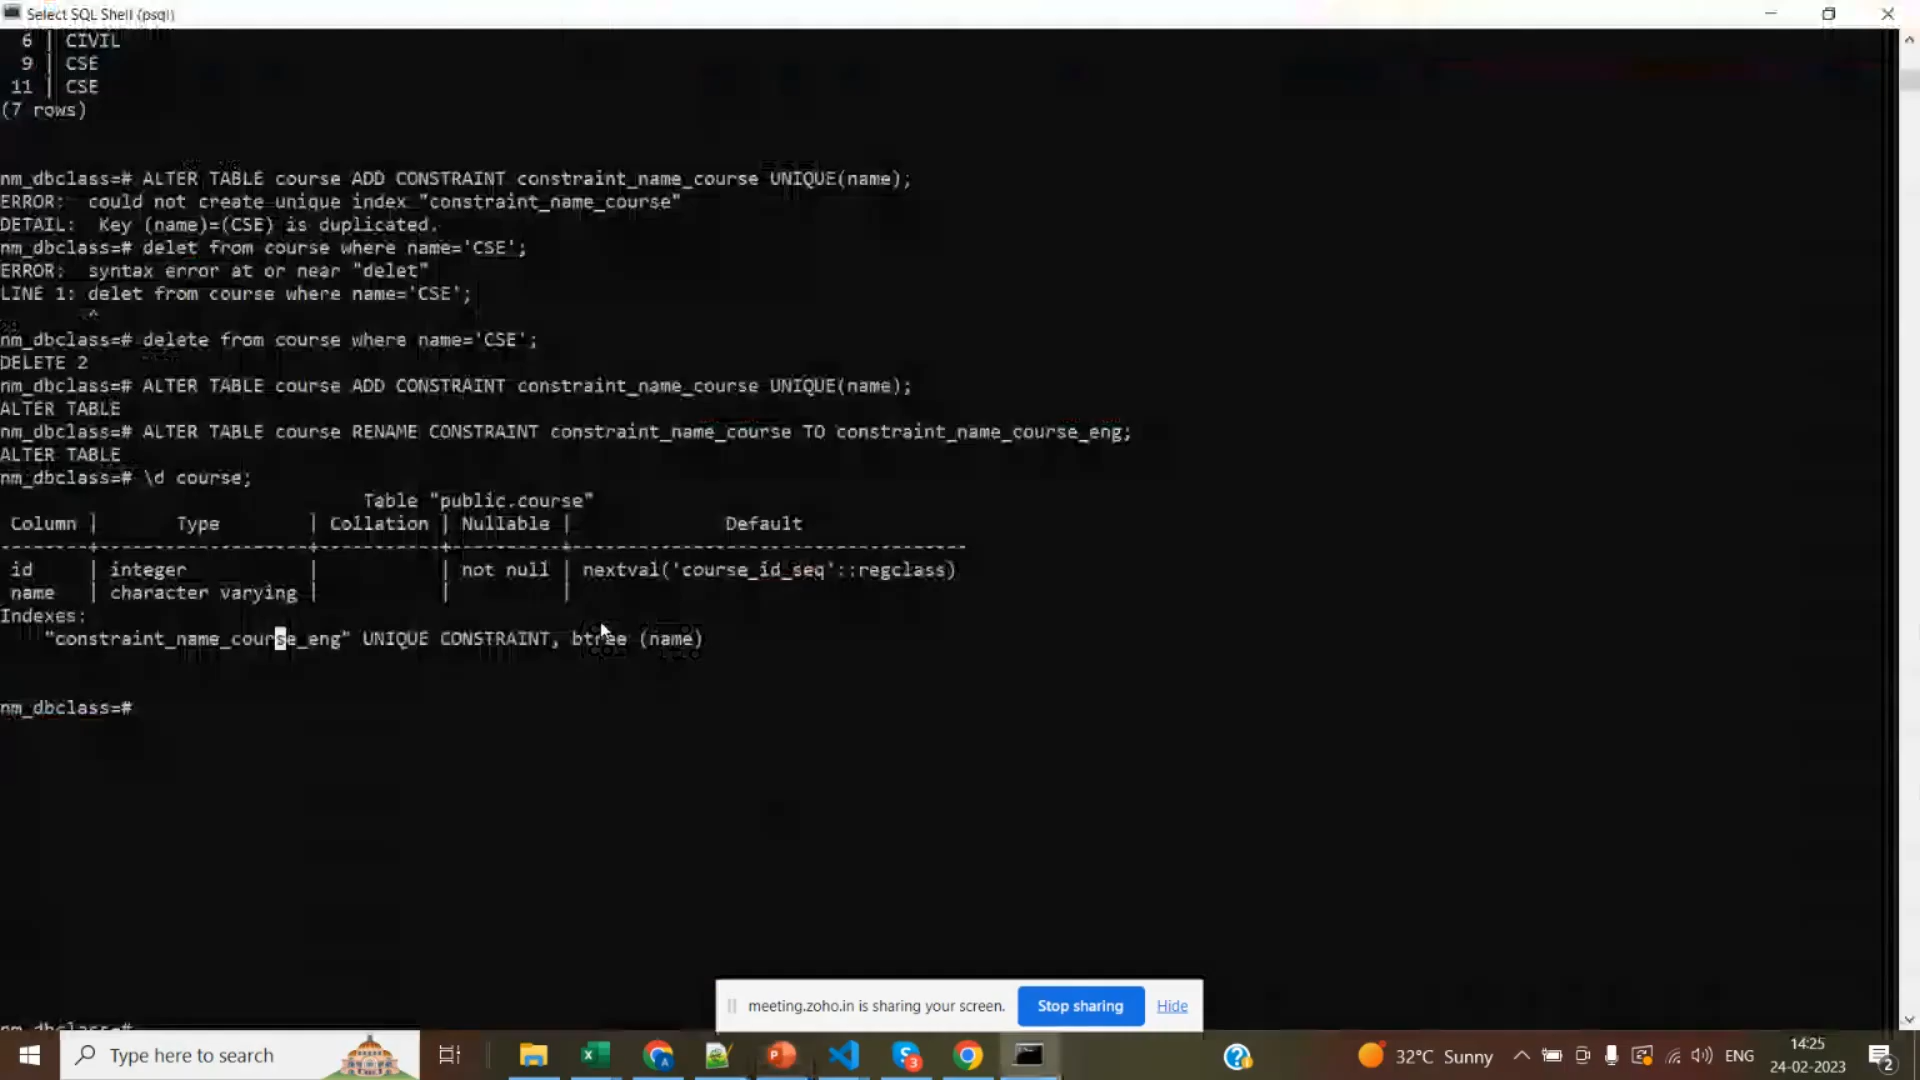 Select SQL Shell (psql)
6 | CIVIL
9 | CSE
11 | CSE
(7 rows)
nm_dbclass=# ALTER TABLE course ADD CONSTRAINT constraint_name_course UNIQUE(name);
ERROR:  could not create unique index "constraint_name_course"
DETAIL:  Key (name)=(CSE) is duplicated.
nm_dbclass=# delet from course where name='CSE';
ERROR:  syntax error at or near "delet"
LINE 1: delet from course where name='CSE';
^
nm_dbclass=# delete from course where name='CSE';
DELETE 2
nm_dbclass=# ALTER TABLE course ADD CONSTRAINT constraint_name_course UNIQUE(name);
ALTER TABLE
nm_dbclass=# ALTER TABLE course RENAME CONSTRAINT constraint_name_course TO constraint_name_course_eng;
ALTER TABLE
nm_dbclass=# \d course;
Table "public.course"
Column | Type | Collation | Nullable | Default
id | integer | | not null | nextval('course_id_seq'::regclass)
name | character varying | | |
Indexes:
"constraint_name_course_eng" UNIQUE CONSTRAINT, btree (name)
nm_dbclass=#
nm_dbclass=#
meeting.zoho.in is sharing your screen. Stop sharing Hide
Type here to search
32°C Sunny
ENG
14:25
24-02-2023
2
3